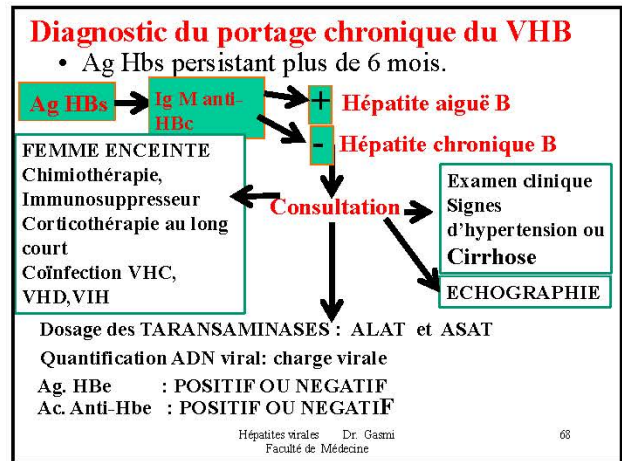 Diagnostic du portage chronique du VHB
• Ag Hbs persistant plus de 6 mois.
Ag HBs
Ig M anti-
HBc
+
Hépatite aiguë B
-
Hépatite chronique B
FEMME ENCEINTE
Chimiothérapie,
Immunosuppresseur
Corticothérapie au long
court
Coïnfection VHC,
VHD,VIH
Consultation
Examen clinique
Signes
d'hypertension ou
Cirrhose
ECHOGRAPHIE
Dosage des TARANSAMINASES : ALAT et ASAT
Quantification ADN viral: charge virale
Ag. HBe : POSITIF OU NEGATIF
Ac. Anti-Hbe : POSITIF OU NEGATIF
Hépatites virales Dr. Gasmi
Faculté de Médecine
68